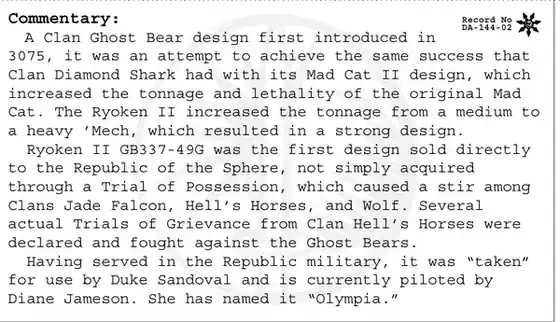 Commentary:
Record No
DA-144-02
A Clan Ghost Bear design first introduced in
3075, it was an attempt to achieve the same success that
Clan Diamond Shark had with its Mad Cat II design, which
increased the tonnage and lethality of the original Mad
Cat. The Ryoken II increased the tonnage from a medium to
a heavy ’Mech, which resulted in a strong design.
Ryoken II GB337-49G was the first design sold directly
to the Republic of the Sphere, not simply acquired
through a Trial of Possession, which caused a stir among
Clans Jade Falcon, Hell’s Horses, and Wolf. Several
actual Trials of Grievance from Clan Hell’s Horses were
declared and fought against the Ghost Bears.
Having served in the Republic military, it was “taken”
for use by Duke Sandoval and is currently piloted by
Diane Jameson. She has named it “Olympia.”